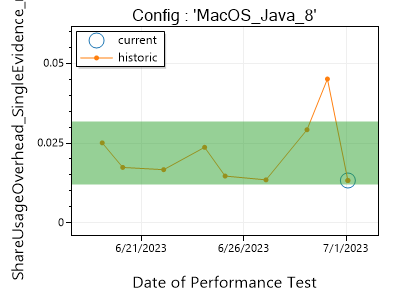 Config : 'MacOS_Java_8'
current
historic
0.05
0.025
0
ShareUsageOverhead_SingleEvidence_
6/21/2023
6/26/2023
7/1/2023
Date of Performance Test